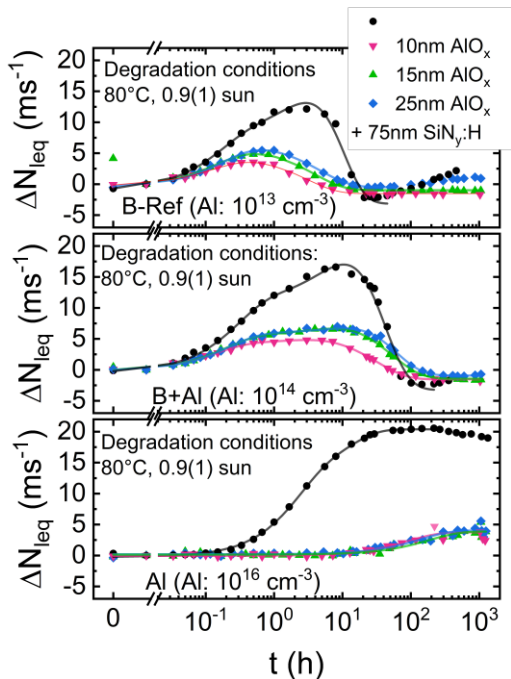 10nm AlOx
15nm AlOx
25nm AlOx
+ 75nm SiNy:H
20
15
10
5
0
-5
ΔNleq (ms-1)
Degradation conditions
80°C, 0.9(1) sun
B-Ref (Al: 10^13 cm-3)
20
15
10
5
0
-5
ΔNleq (ms-1)
Degradation conditions:
80°C, 0.9(1) sun
B+Al (Al: 10^14 cm-3)
20
15
10
5
0
-5
ΔNleq (ms-1)
Degradation conditions
80°C, 0.9(1) sun
Al (Al: 10^16 cm-3)
0 10^-1 10^0 10^1 10^2 10^3
t (h)